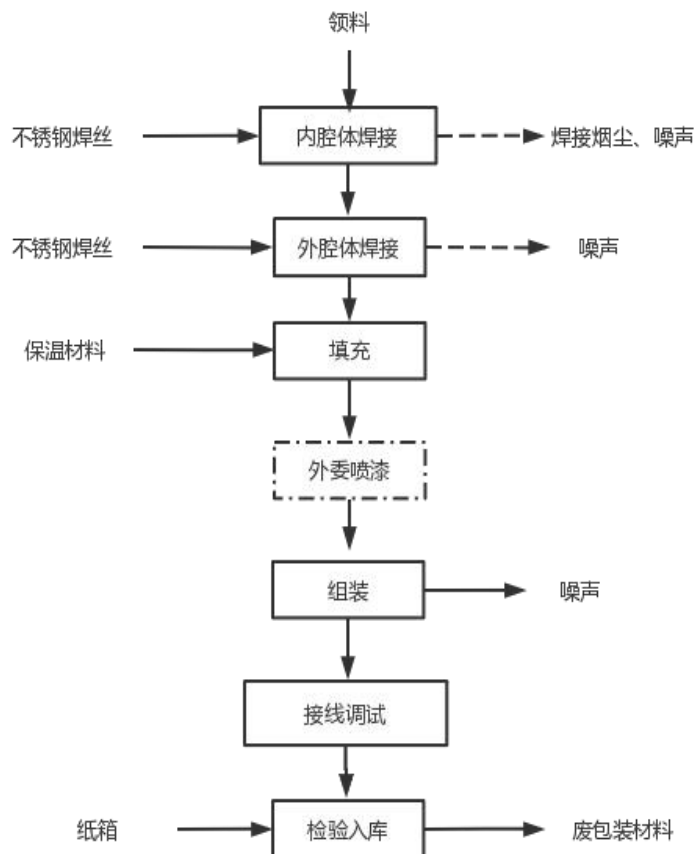 领料
不锈钢焊丝
内腔体焊接
焊接烟尘、噪声
不锈钢焊丝
外腔体焊接
噪声
保温材料
填充
外委喷漆
组装
噪声
接线调试
纸箱
检验入库
废包装材料